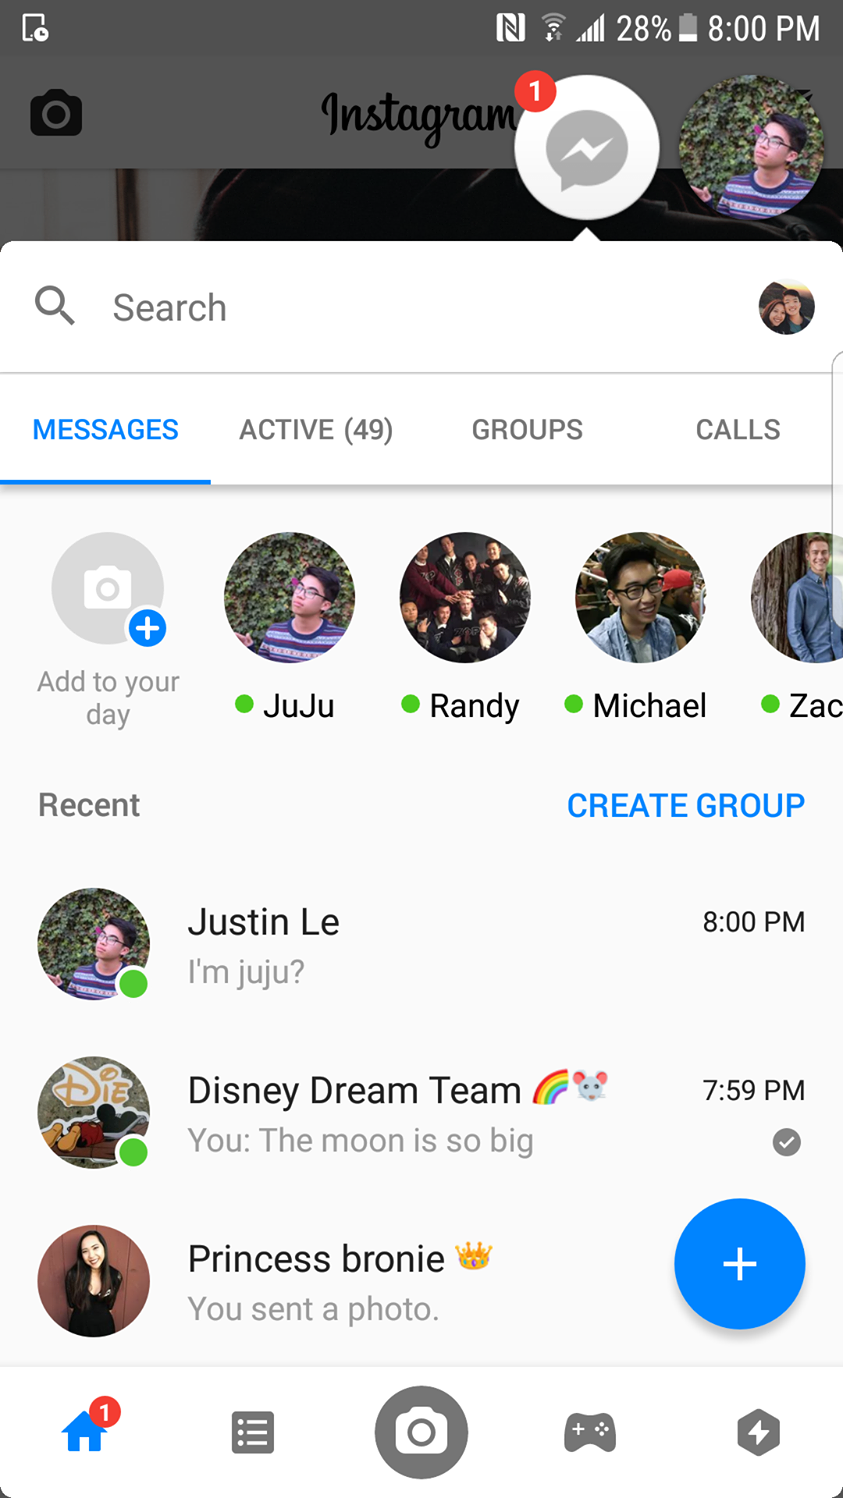 28% 8:00 PM
Instagram
1
Search
MESSAGES ACTIVE (49) GROUPS CALLS
Add to your
day
JuJu Randy Michael Zac
Recent CREATE GROUP
Justin Le 8:00 PM
I'm juju?
DiE
Disney Dream Team 🌈🐭 7:59 PM
You: The moon is so big
Princess bronie 👑
You sent a photo.
1